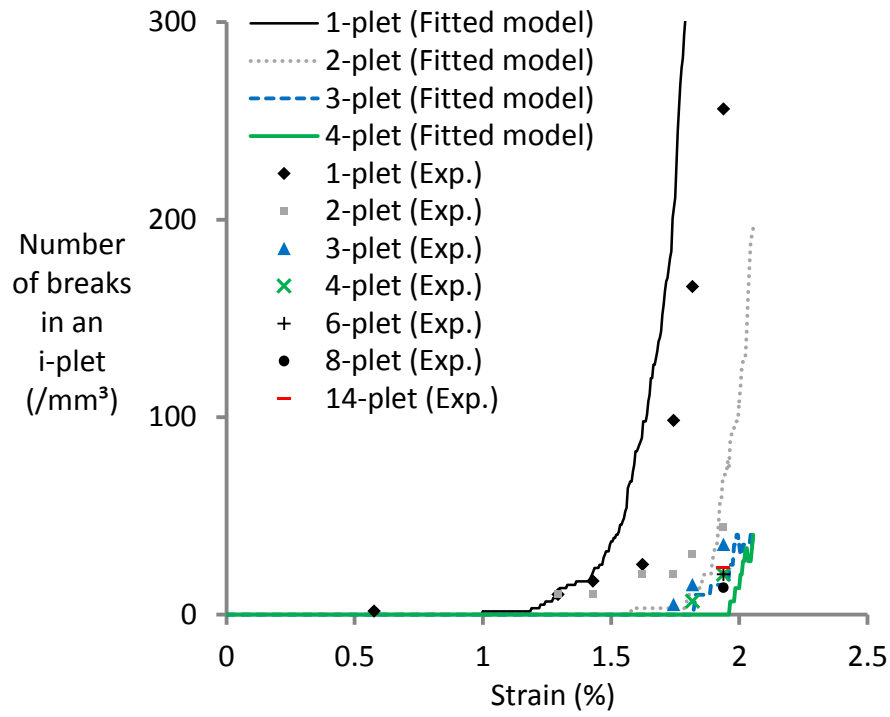 300
200
100
0
Number
of breaks
in an
i-plet
(/mm³)
1-plet (Fitted model)
2-plet (Fitted model)
3-plet (Fitted model)
4-plet (Fitted model)
1-plet (Exp.)
2-plet (Exp.)
3-plet (Exp.)
4-plet (Exp.)
6-plet (Exp.)
8-plet (Exp.)
14-plet (Exp.)
0 0.5 1 1.5 2 2.5
Strain (%)